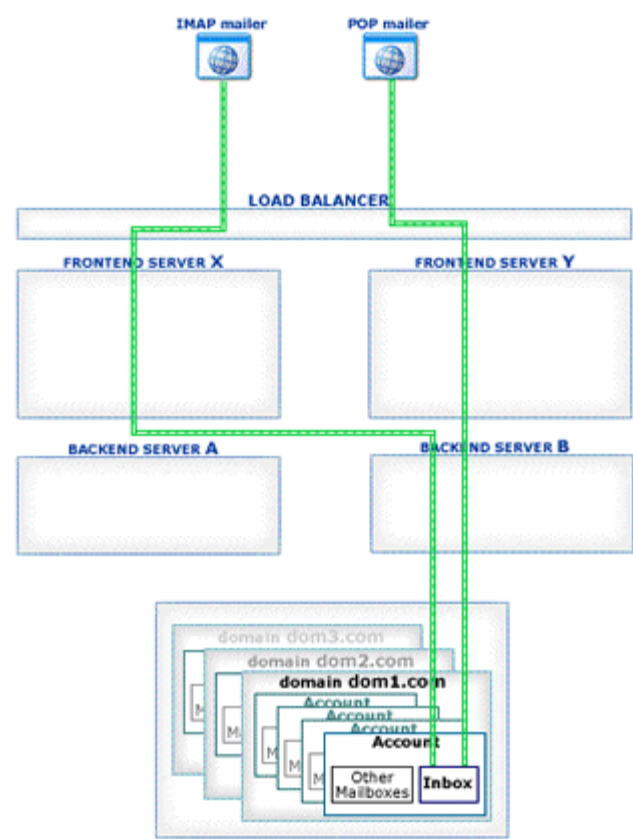 IMAP mailer
POP mailer
LOAD BALANCER
FRONTEND SERVER X
FRONTEND SERVER Y
BACKEND SERVER A
BACKEND SERVER B
domain dom3.com
domain dom2.com
domain dom1.com
Account
Account
Account
Account
M
M
M
M
M
Other
Mailboxes
Inbox